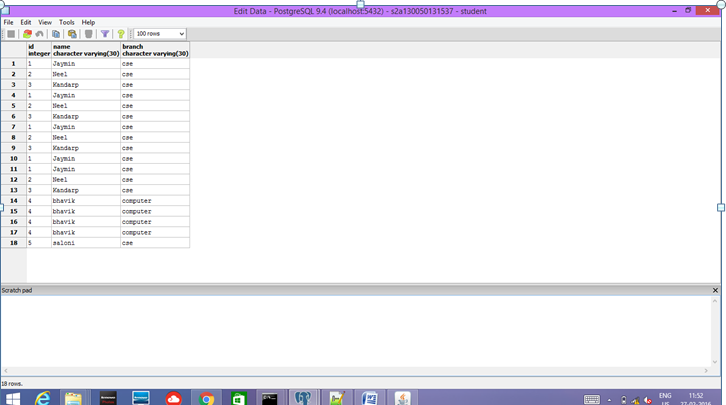 Edit Data - PostgreSQL 9.4 (localhost:5432) - s2a130050131537 - student
File Edit View Tools Help
100 rows
id name branch
integer character varying(30) character varying(30)
1 1 Jaymin cse
2 2 Neel cse
3 3 Kandarp cse
4 1 Jaymin cse
5 2 Neel cse
6 3 Kandarp cse
7 1 Jaymin cse
8 2 Neel cse
9 3 Kandarp cse
10 1 Jaymin cse
11 1 Jaymin cse
12 2 Neel cse
13 3 Kandarp cse
14 4 bhavik computer
15 4 bhavik computer
16 4 bhavik computer
17 4 bhavik computer
18 5 saloni cse
Scratch pad
18 rows.
ENG 11:52
US 27-02-2016